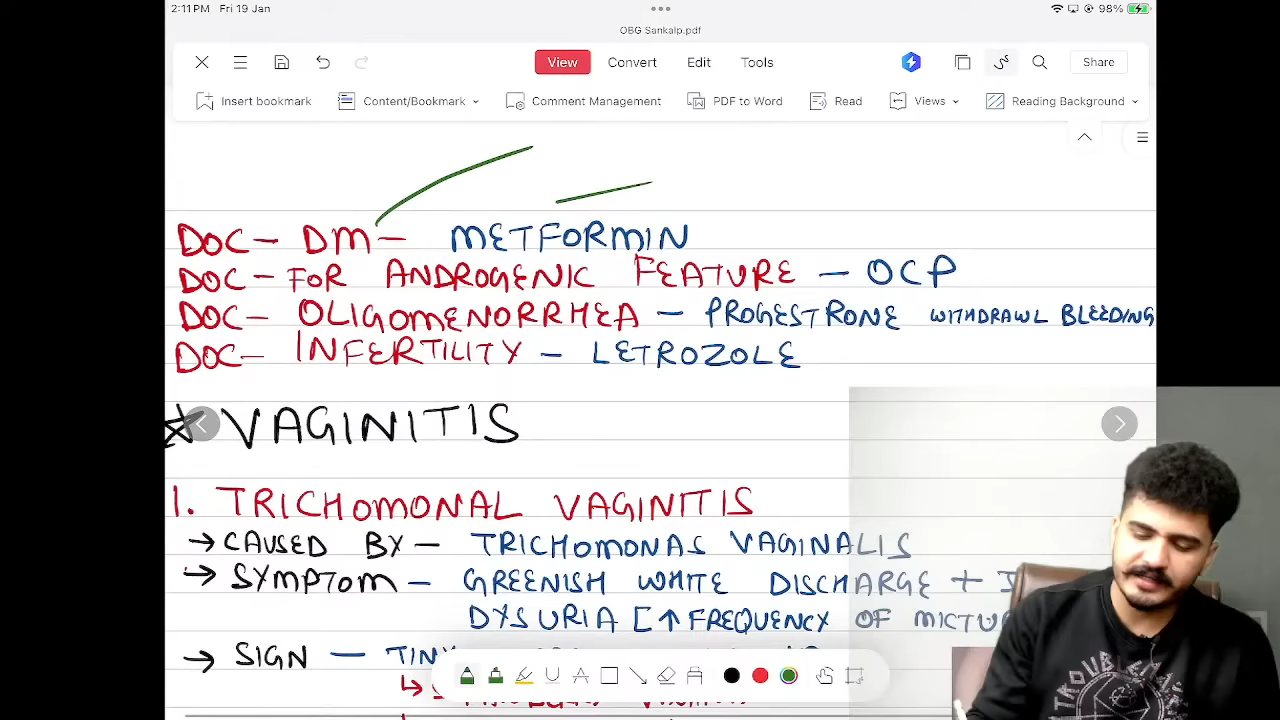 2:11PM Fri 19 Jan
98%
OBG Sankalp.pdf
View Convert Edit Tools Share
Insert bookmark Content/Bookmark Comment Management PDF to Word Read Views Reading Background
DOC- DM- METFORMIN
DOC- FOR ANDROGENIC FEATURE - OCP
DOC- OLIGOMENORRHEA - PROGESTRONE WITHDRAWL BLEEDING
DOC- INFERTILITY - LETROZOLE
VAGINITIS
1. TRICHOMONAL VAGINITIS
→ CAUSED BY - TRICHOMONAS VAGINALIS
→ SYMPTOM - GREENISH WHITE DISCHARGE +
DYSURIA [↑ FREQUENCY OF
→ SIGN -
TROUBLE